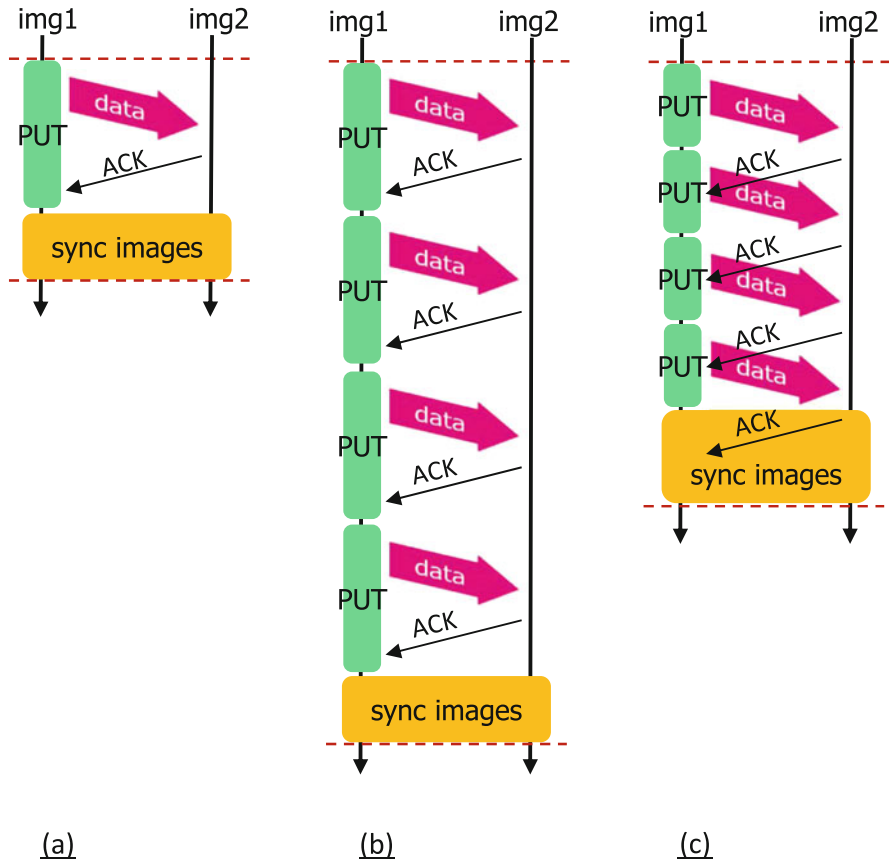 img1 img2
data
PUT
ACK
sync images
(a)
img1 img2
data
PUT
ACK
data
PUT
ACK
data
PUT
ACK
data
PUT
ACK
sync images
(b)
img1 img2
PUT data
ACK
PUT data
ACK
PUT data
ACK
PUT data
ACK
sync images
(c)